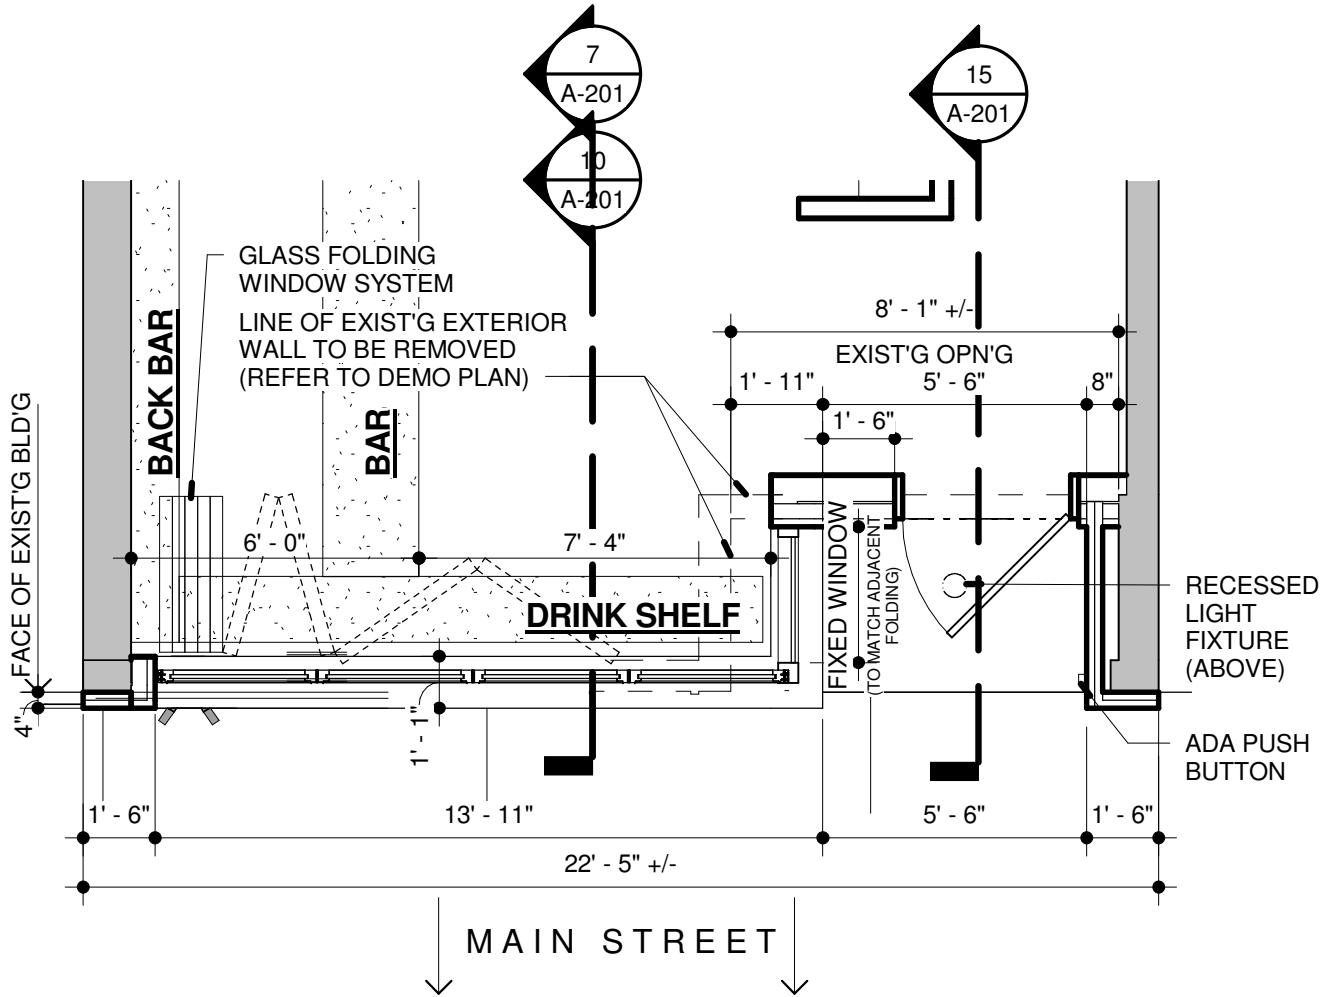 7
A-201
10
A-201
15
A-201
GLASS FOLDING
WINDOW SYSTEM
LINE OF EXIST'G EXTERIOR
WALL TO BE REMOVED
(REFER TO DEMO PLAN)
8' - 1" +/-
EXIST'G OPN'G
1' - 11"
5' - 6"
8"
1' - 6"
BACK BAR
BAR
FACE OF EXIST'G BLD'G
4"
6' - 0"
7' - 4"
DRINK SHELF
FIXED WINDOW
(TO MATCH ADJACENT
FOLDING)
RECESSED
LIGHT
FIXTURE
(ABOVE)
1' - 1"
ADA PUSH
BUTTON
1' - 6"
13' - 11"
5' - 6"
1' - 6"
22' - 5" +/-
MAIN STREET